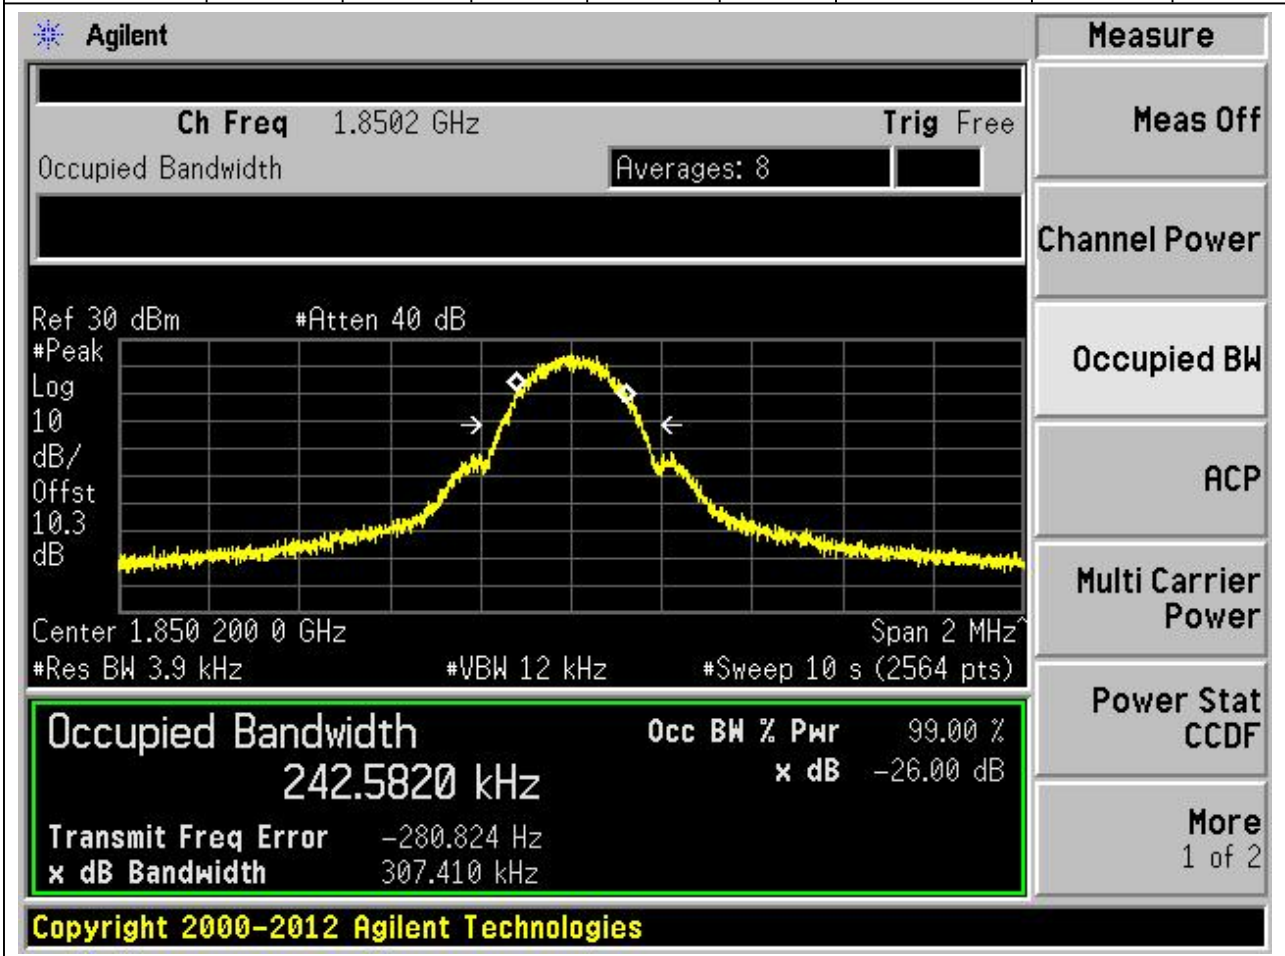 Agilent
Measure
Ch Freq 1.8502 GHz Trig Free
Occupied Bandwidth Averages: 8
Meas Off
Channel Power
Occupied BW
ACP
Multi Carrier
Power
Power Stat
CCDF
More
1 of 2
Ref 30 dBm #Atten 40 dB
#Peak
Log
10
dB/
Offst
10.3
dB
Center 1.850 200 0 GHz Span 2 MHz^
#Res BW 3.9 kHz #VBW 12 kHz #Sweep 10 s (2564 pts)
Occupied Bandwidth Occ BW % Pwr 99.00 %
242.5820 kHz x dB -26.00 dB
Transmit Freq Error -280.824 Hz
x dB Bandwidth 307.410 kHz
Copyright 2000-2012 Agilent Technologies